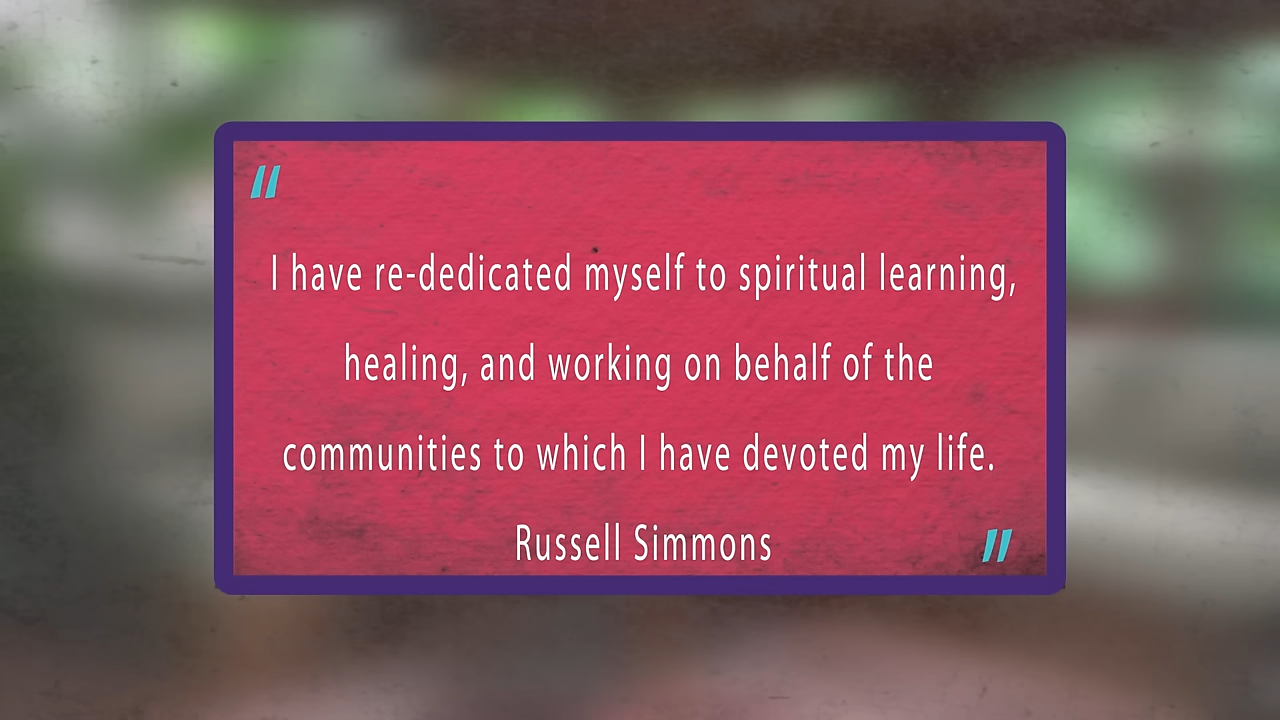 "
I have re-dedicated myself to spiritual learning,
healing, and working on behalf of the
communities to which I have devoted my life.
Russell Simmons
"